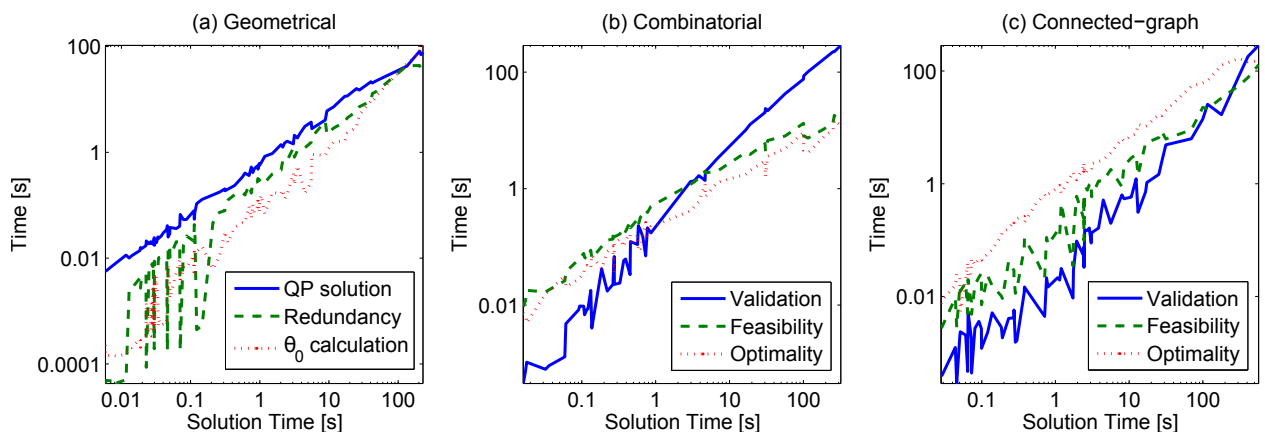 (a) Geometrical
100
1
0.01
0.0001
Time [s]
QP solution
Redundancy
θ0 calculation
0.01
0.1
1
10
100
Solution Time [s]
(b) Combinatorial
100
1
0.01
Time [s]
Validation
Feasibility
Optimality
0.1
1
10
100
Solution Time [s]
(c) Connected−graph
100
1
0.01
Time [s]
Validation
Feasibility
Optimality
0.1
1
10
100
Solution Time [s]